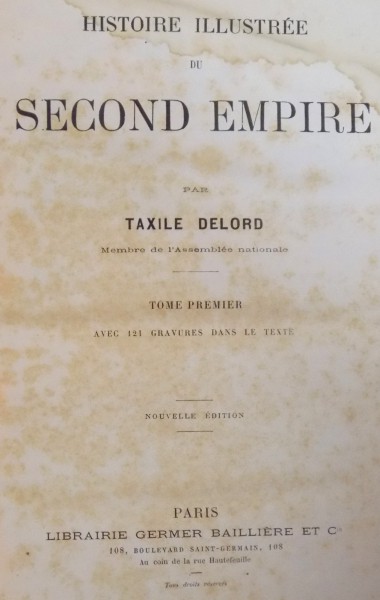 HISTOIRE ILLUSTRÉE
DU
SECOND EMPIRE
PAR
TAXILE DELORD
Membre de l'Assemblée nationale
TOME PREMIER
AVEC 121 GRAVURES DANS LE TEXTE
NOUVELLE ÉDITION
PARIS
LIBRAIRIE GERMER BAILLIÈRE ET C
108, BOULEVARD SAINT-GERMAIN, 108
Au coin de la rue Hautefeuille
Tous droits réservés